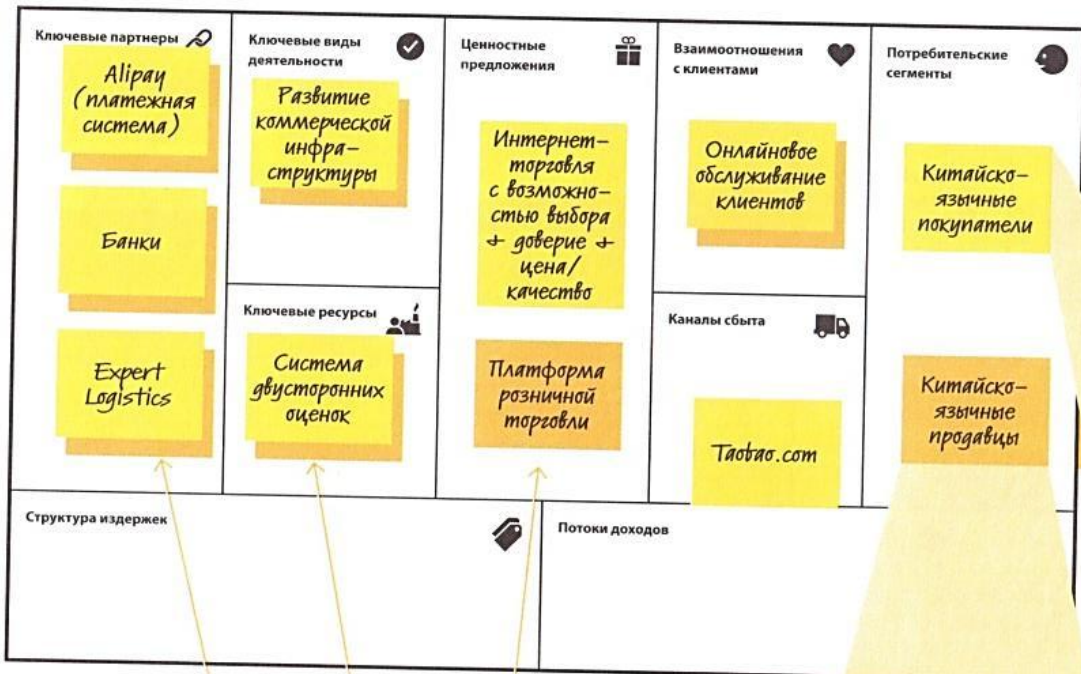 Ключевые партнеры
Alipay
(платежная
система)
Банки
Expert
Logistics
Ключевые виды
деятельности
Развитие
коммерческой
инфра–
структуры
Ключевые ресурсы
Система
двусторонних
оценок
Ценностные
предложения
Интернет–
торговля
с возможно–
стью выбора
+ доверие +
цена/
качество
Платформа
розничной
торговли
Взаимоотношения
с клиентами
Онлайновое
обслуживание
клиентов
Каналы сбыта
Taobao.com
Потребительские
сегменты
Китайско–
язычные
покупатели
Китайско–
язычные
продавцы
Структура издержек
Потоки доходов